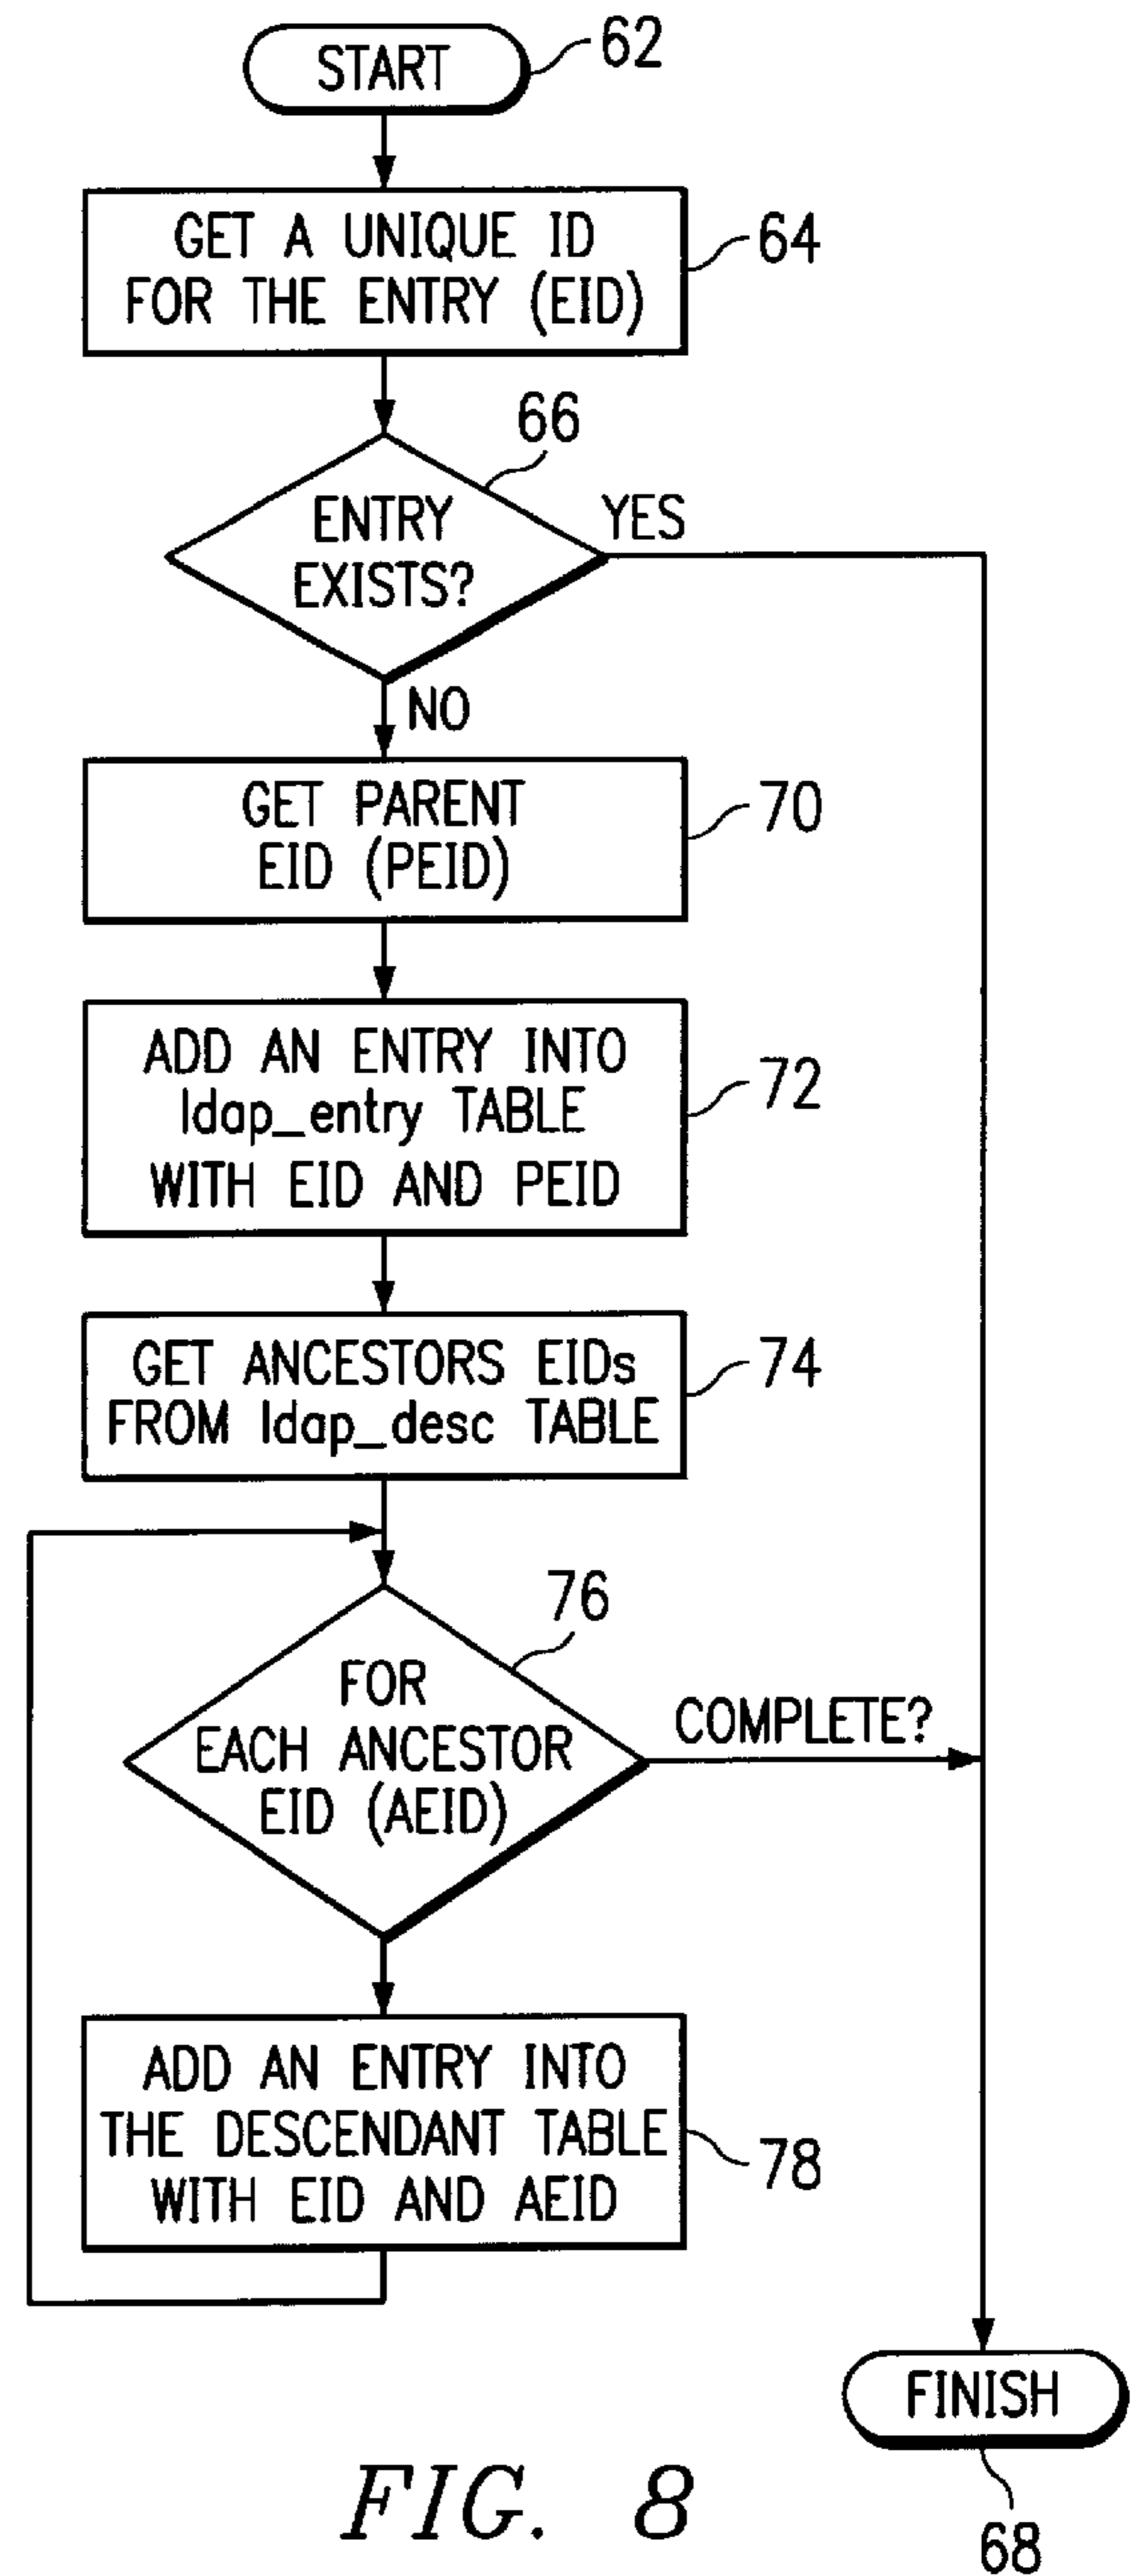 START
62
GET A UNIQUE ID
FOR THE ENTRY (EID)
64
66
ENTRY
EXISTS?
YES
NO
GET PARENT
EID (PEID)
70
ADD AN ENTRY INTO
ldap_entry TABLE
WITH EID AND PEID
72
GET ANCESTORS EIDs
FROM ldap_desc TABLE
74
76
FOR
EACH ANCESTOR
EID (AEID)
COMPLETE?
ADD AN ENTRY INTO
THE DESCENDANT TABLE
WITH EID AND AEID
78
FINISH
68
FIG. 8